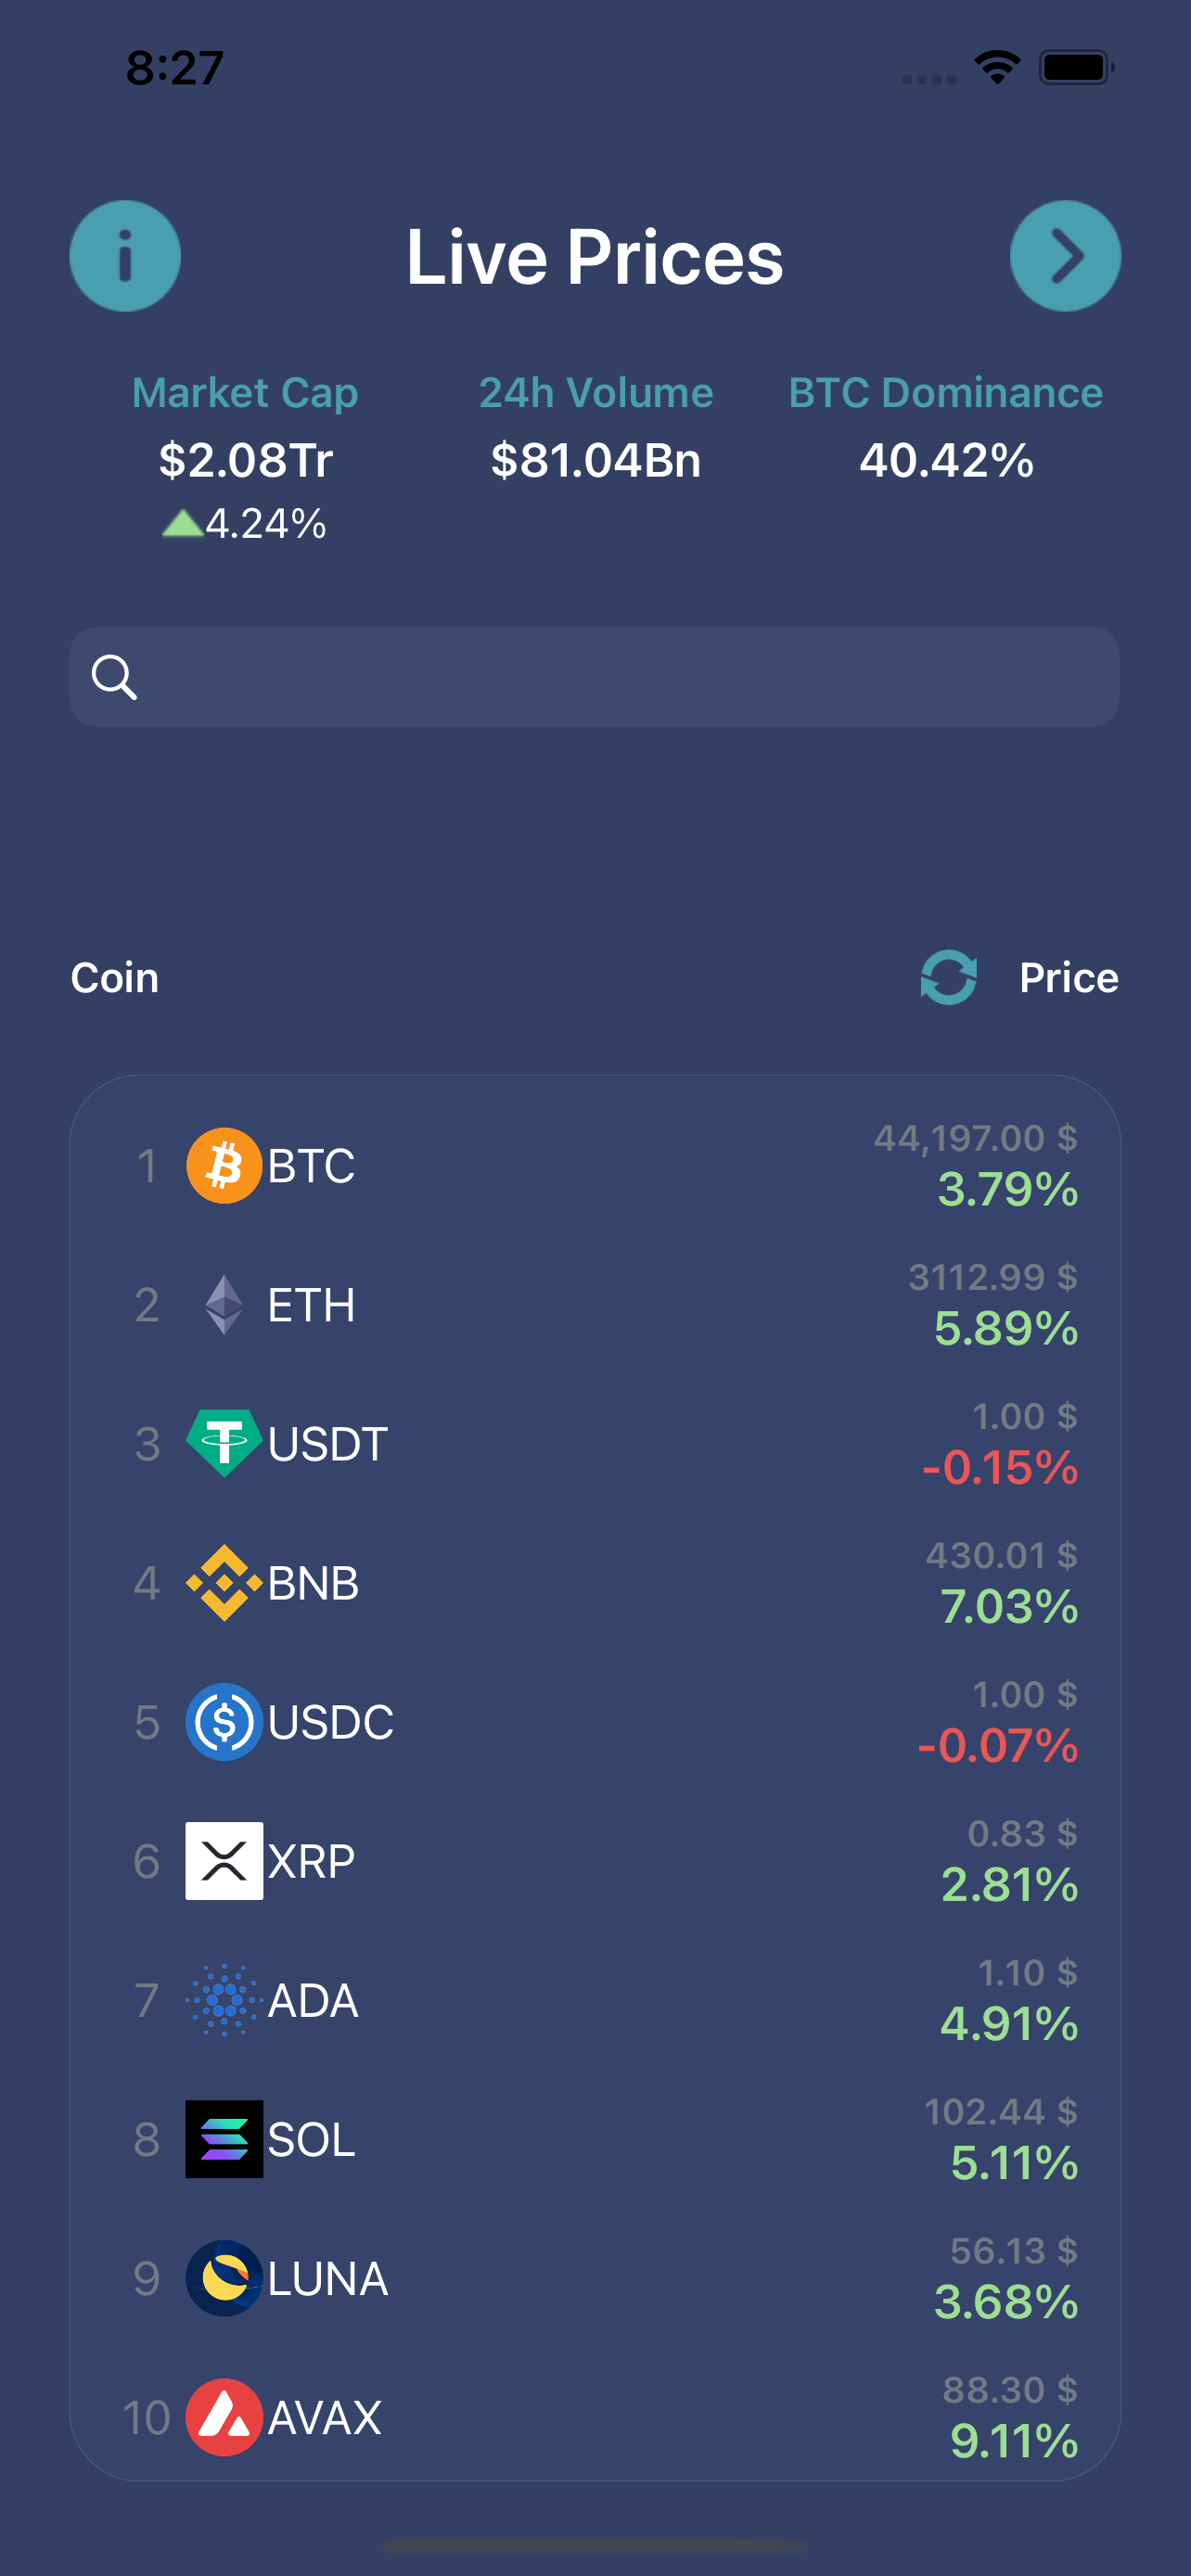 8:27
Live Prices
Market Cap 24h Volume BTC Dominance
$2.08Tr $81.04Bn 40.42%
4.24%
Coin Price
44,197.00 $
1 BTC
3.79%
3112.99 $
2 ETH
5.89%
1.00 $
3 USDT
-0.15%
430.01 $
4 BNB
7.03%
1.00 $
5 USDC
-0.07%
0.83 $
6 XRP
2.81%
1.10 $
7 ADA
4.91%
102.44 $
8 SOL
5.11%
56.13 $
9 LUNA
3.68%
88.30 $
10 AVAX
9.11%